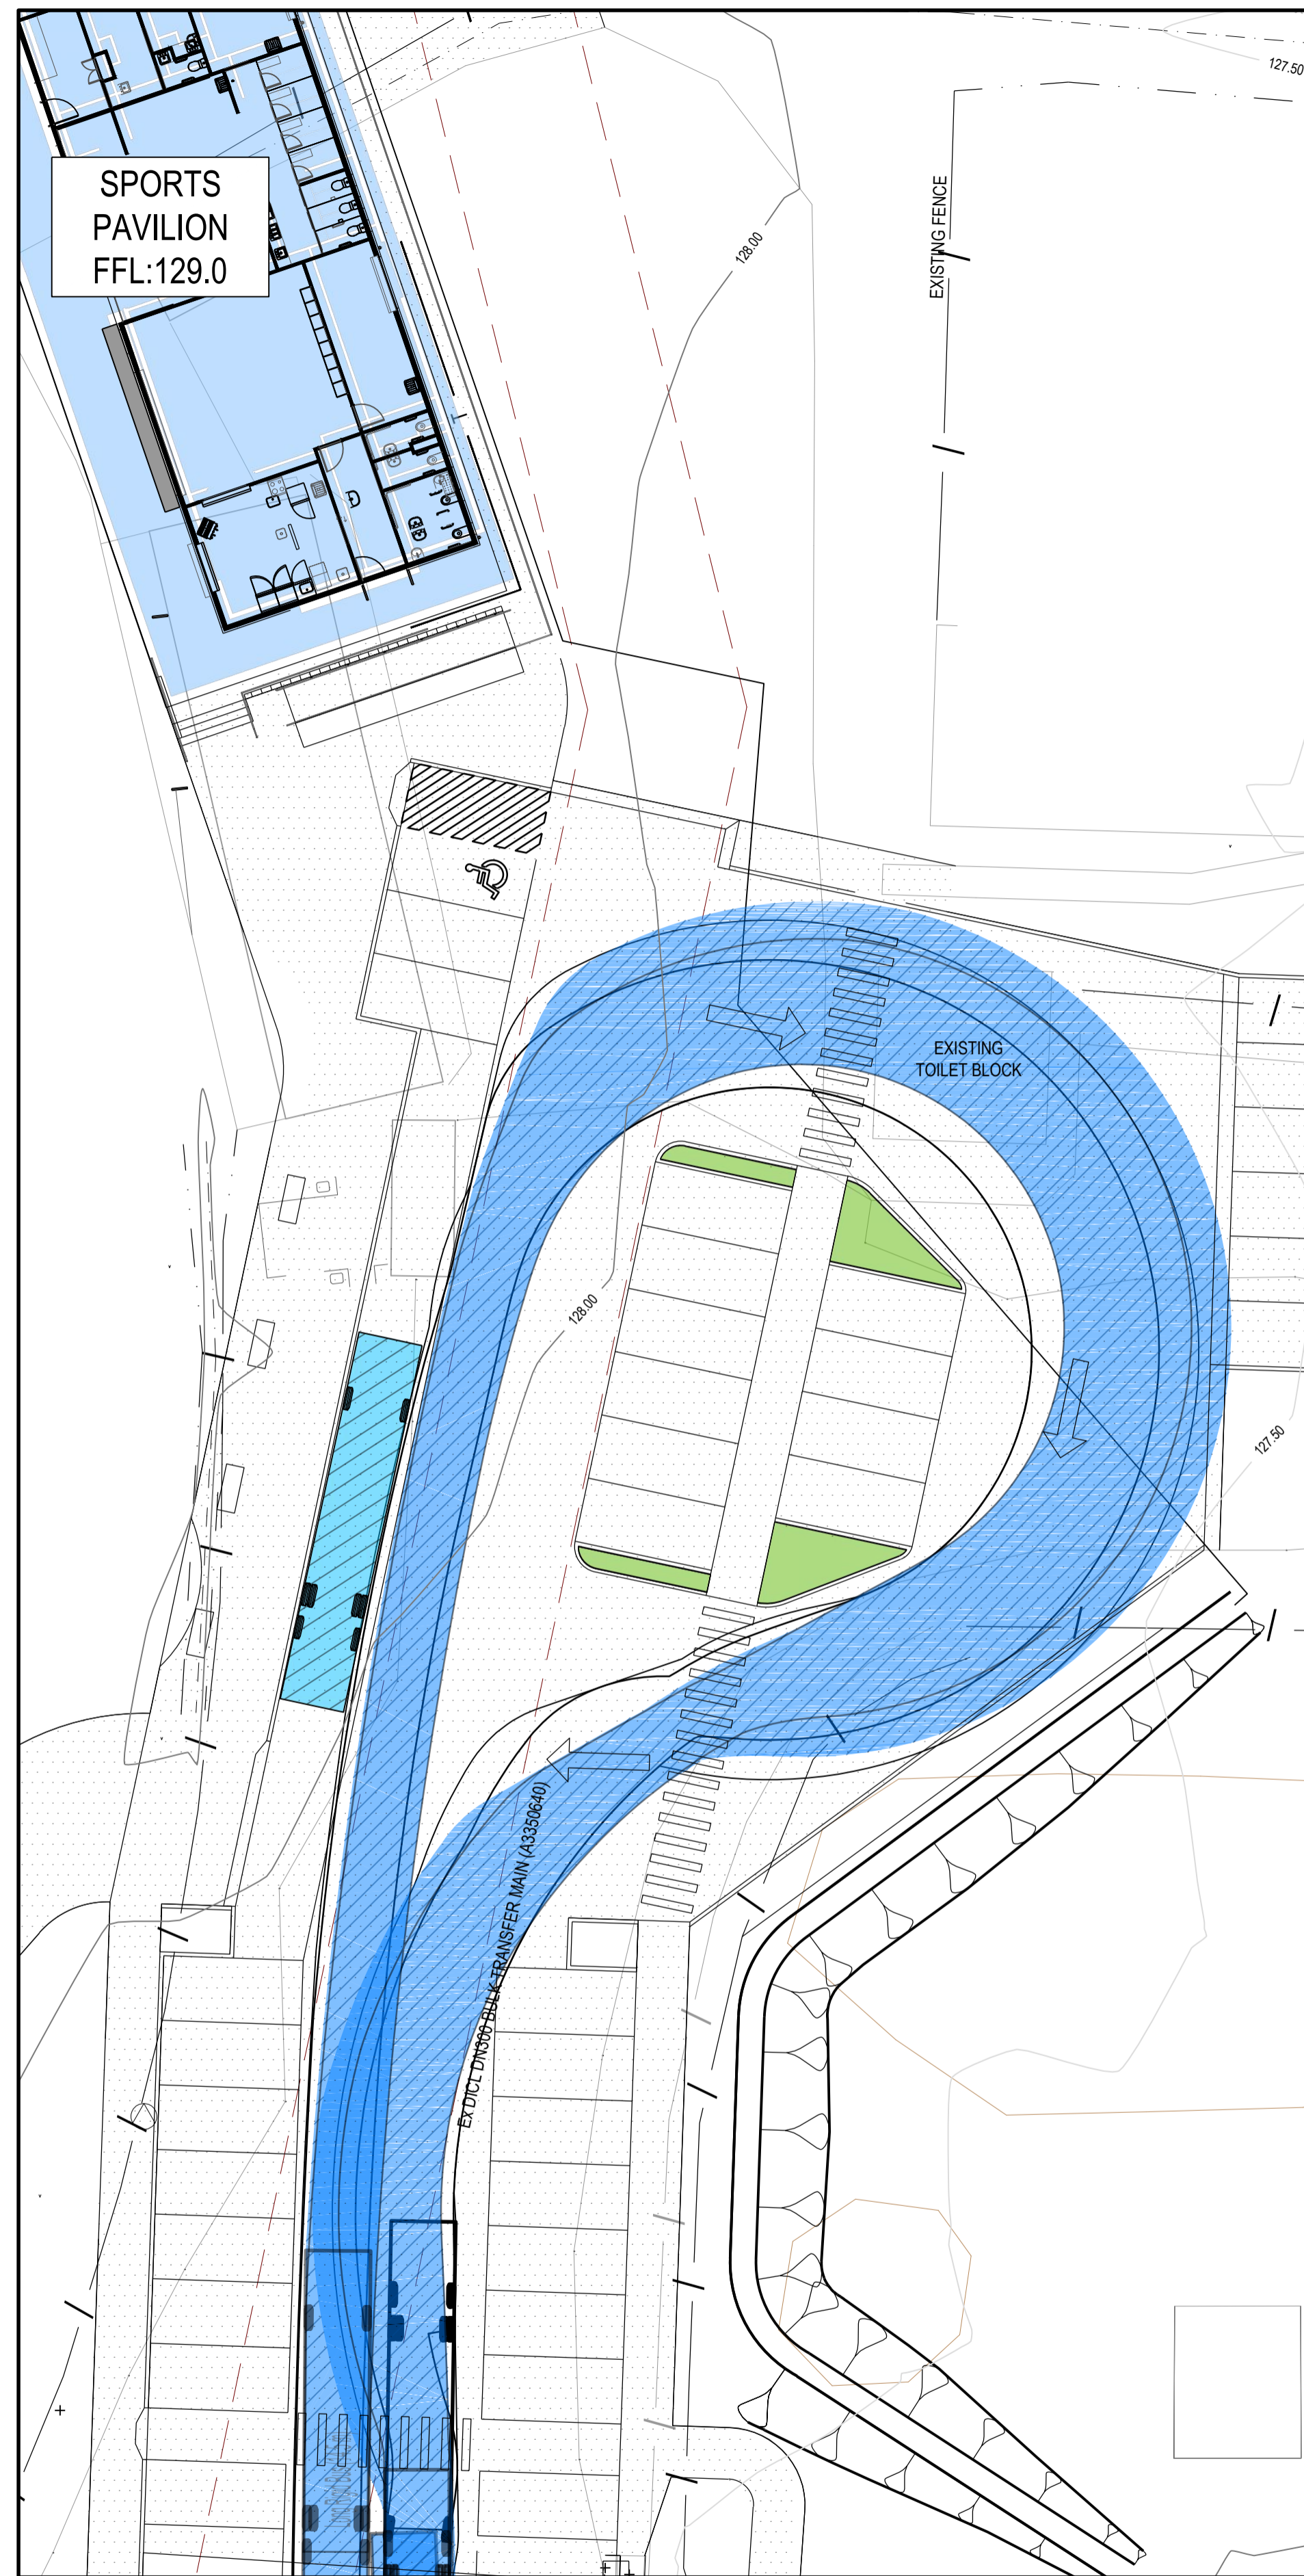 127.50
SPORTS
PAVILION
FFL:129.0
EXISTING FENCE
128.00
EXISTING
TOILET BLOCK
128.00
127.50
EX DICL DN300 BULK TRANSFER MAIN (A3350640)